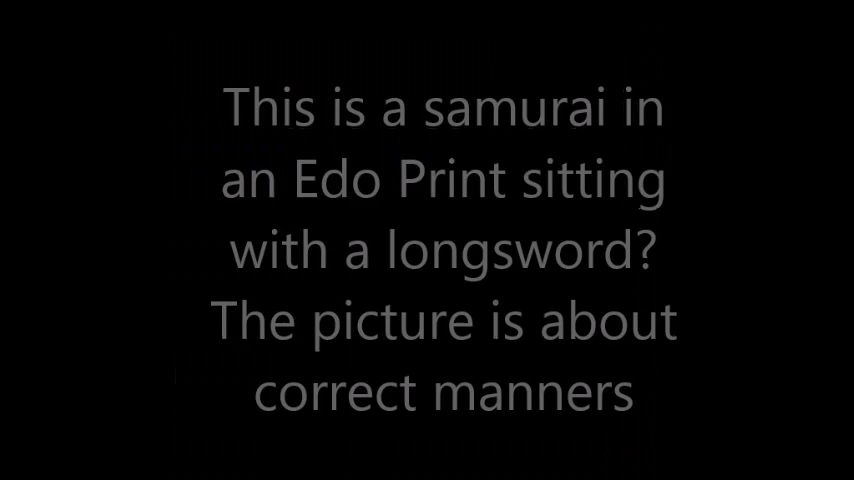 This is a samurai in
an Edo Print sitting
with a longsword?
The picture is about
correct manners